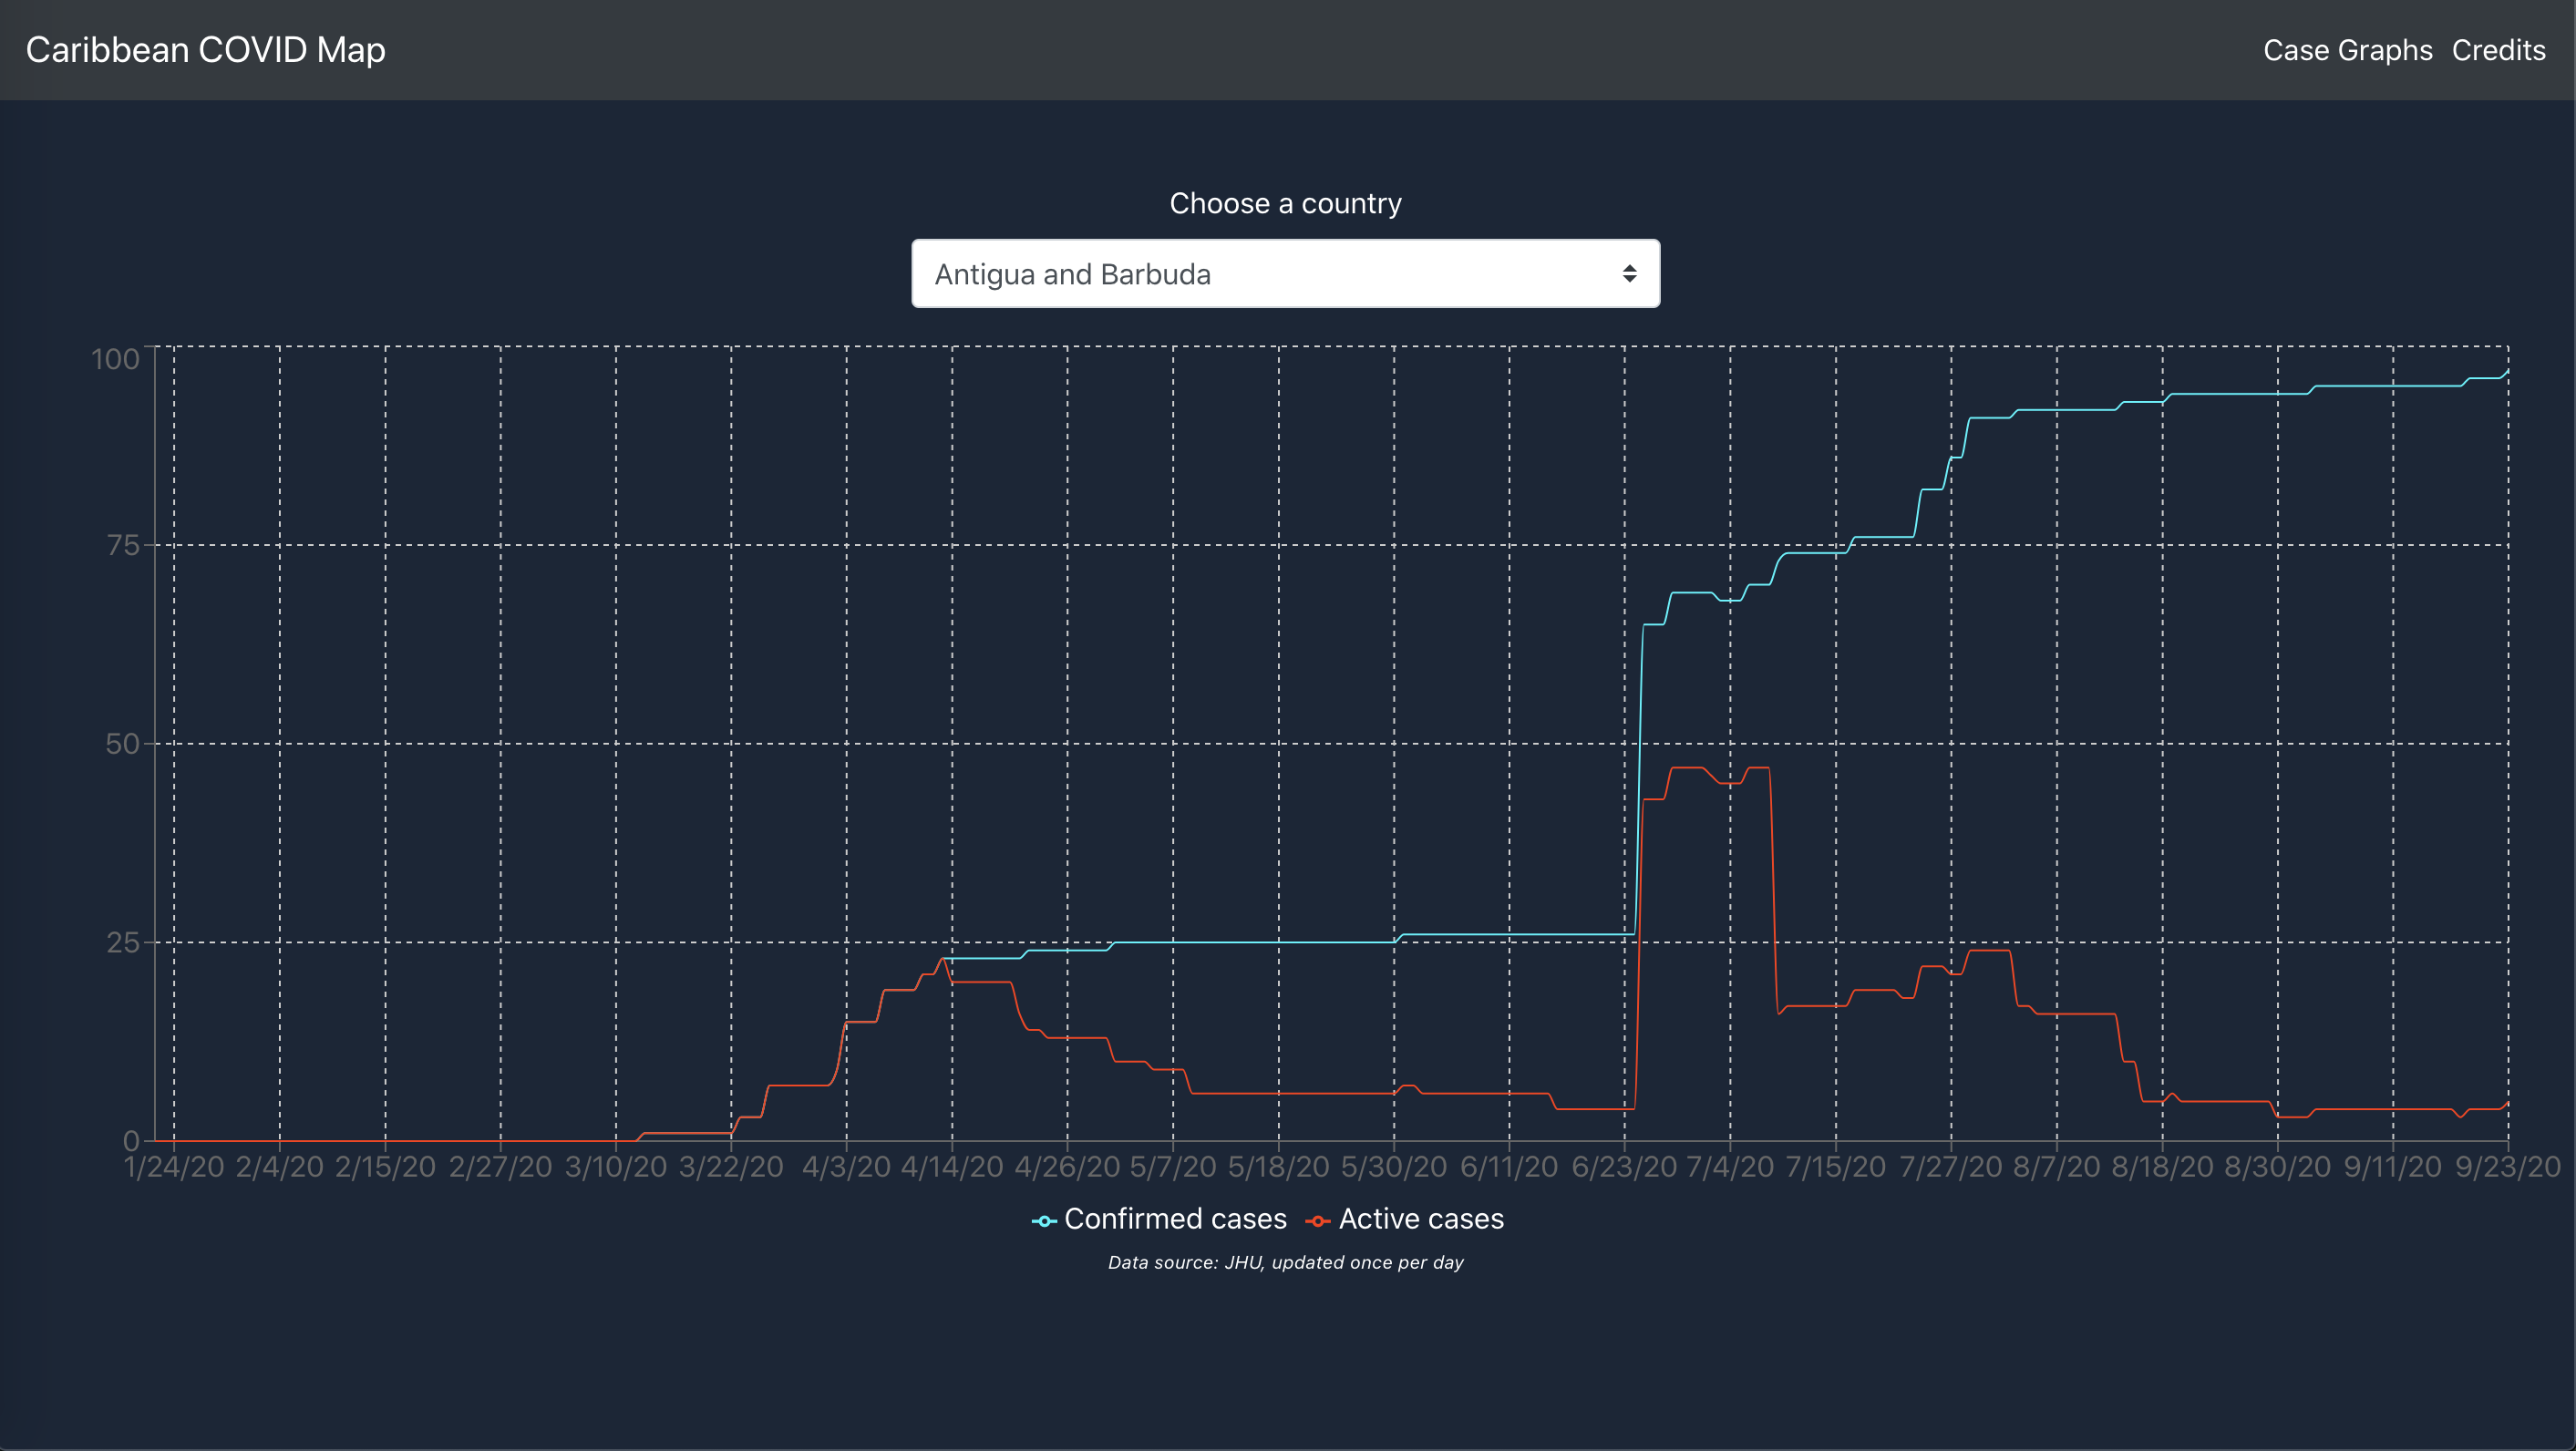 Caribbean COVID Map Case Graphs Credits
Choose a country
Antigua and Barbuda
100
75
50
25
0
1/24/20 2/4/20 2/15/20 2/27/20 3/10/20 3/22/20 4/3/20 4/14/20 4/26/20 5/7/20 5/18/20 5/30/20 6/11/20 6/23/20 7/4/20 7/15/20 7/27/20 8/7/20 8/18/20 8/30/20 9/11/20 9/23/20
Confirmed cases Active cases
Data source: JHU, updated once per day